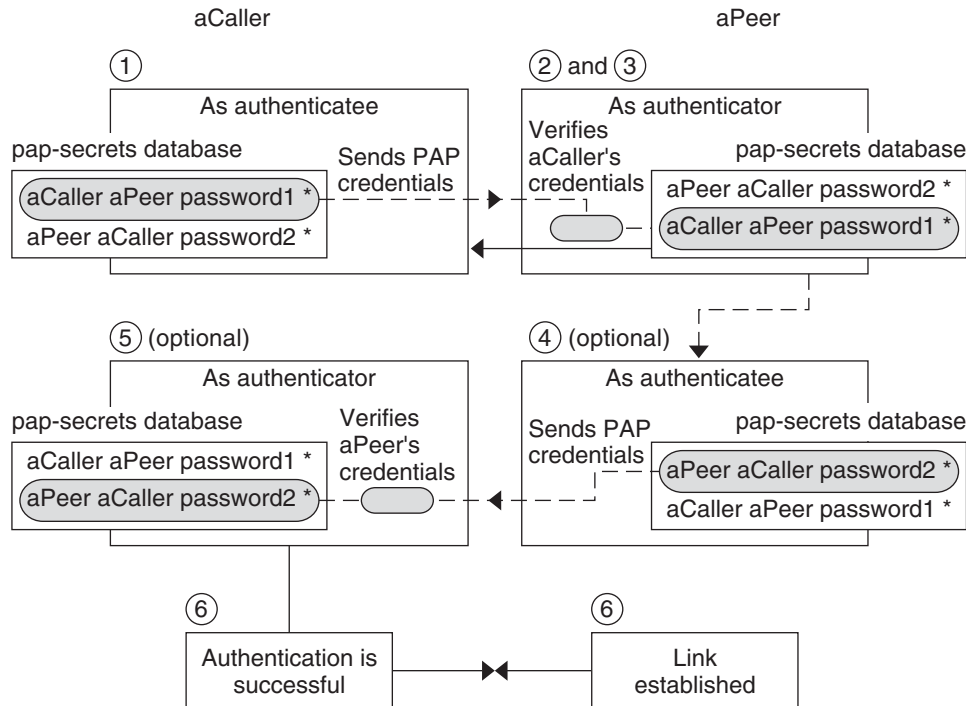 aCaller
aPeer
1
2 and 3
As authenticatee
As authenticator
pap-secrets database
Sends PAP
credentials
Verifies
aCaller's
credentials
pap-secrets database
aCaller aPeer password1 *
aPeer aCaller password2 *
aPeer aCaller password2 *
aCaller aPeer password1 *
5 (optional)
4 (optional)
As authenticator
As authenticatee
pap-secrets database
Verifies
aPeer's
credentials
Sends PAP
credentials
pap-secrets database
aCaller aPeer password1 *
aPeer aCaller password2 *
aPeer aCaller password2 *
aCaller aPeer password1 *
6
6
Authentication is
successful
Link
established